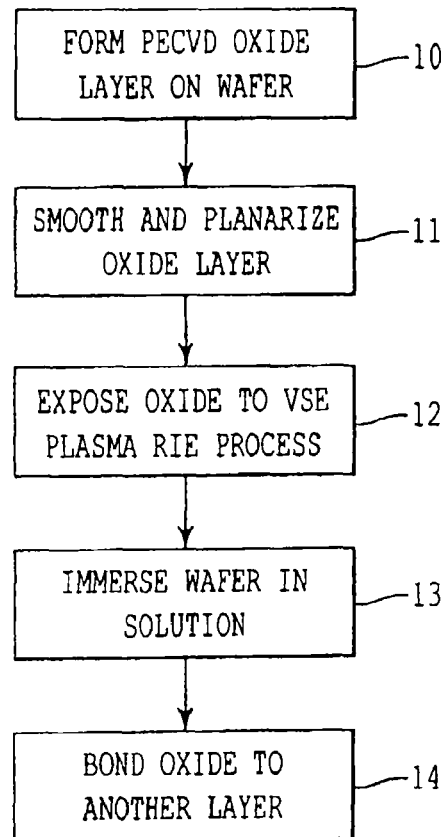 FORM PECVD OXIDE
LAYER ON WAFER
10
SMOOTH AND PLANARIZE
OXIDE LAYER
11
EXPOSE OXIDE TO VSE
PLASMA RIE PROCESS
12
IMMERSE WAFER IN
SOLUTION
13
BOND OXIDE TO
ANOTHER LAYER
14